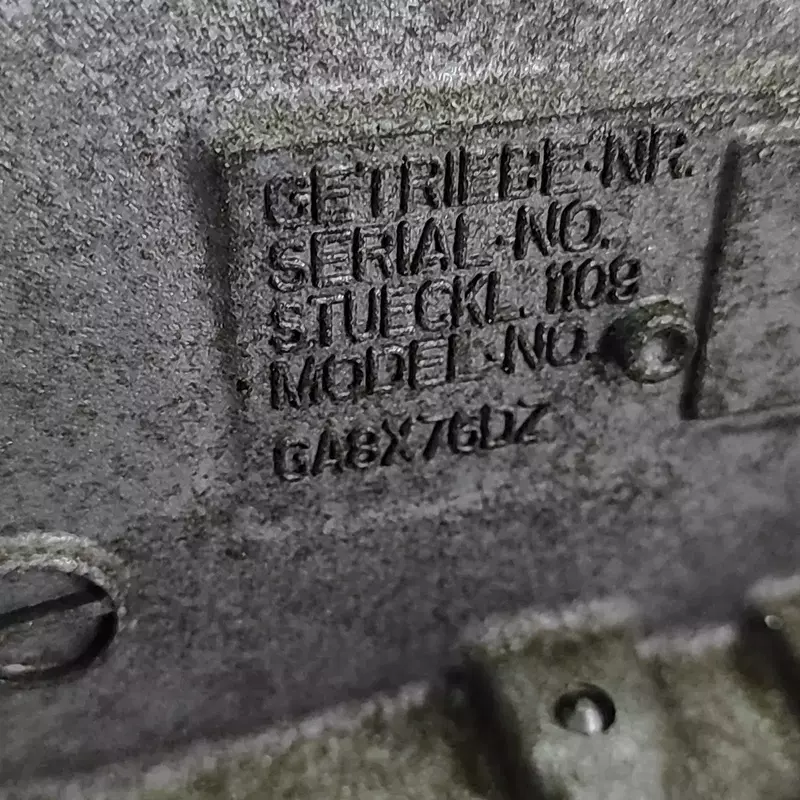 GETRIEBE-NR.
SERIAL-NO.
STUECKL. 1109
MODEL-NO.
GA8X76DZ